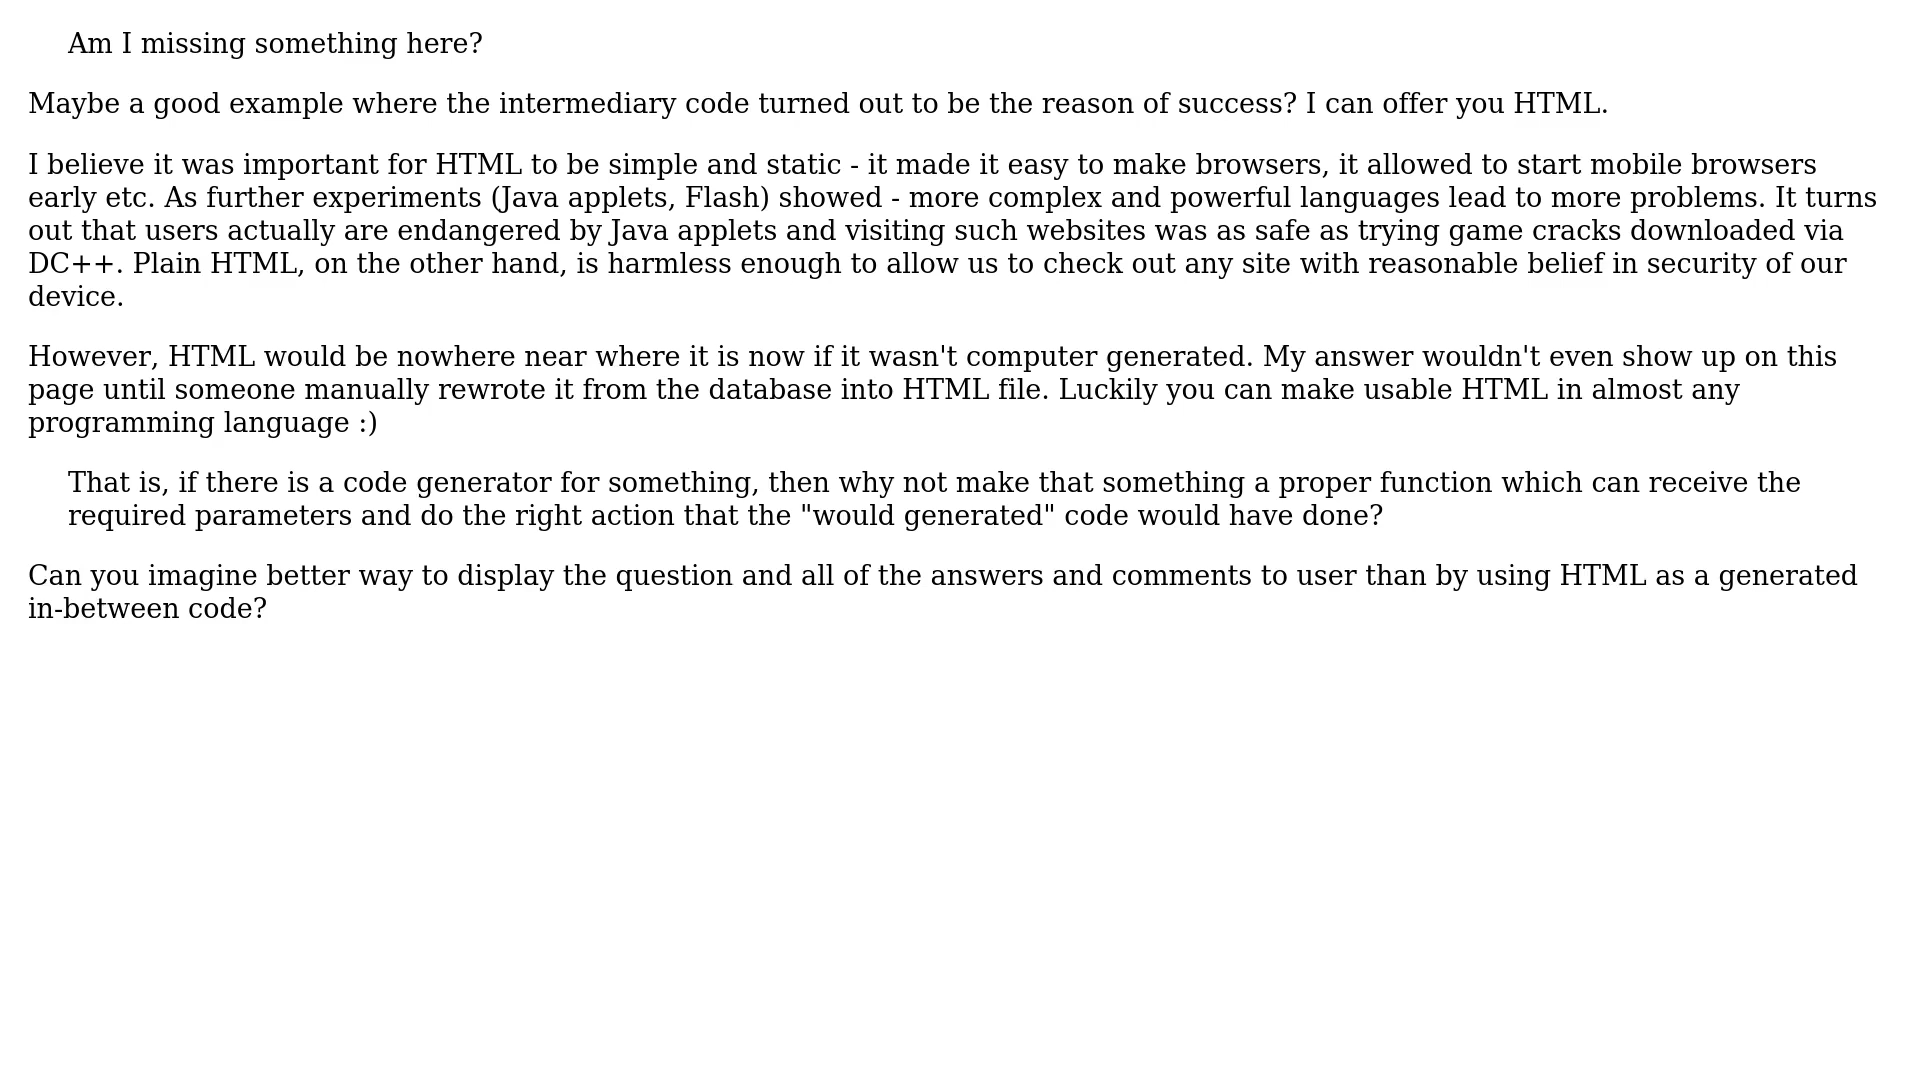 Am I missing something here?
Maybe a good example where the intermediary code turned out to be the reason of success? I can offer you HTML.
I believe it was important for HTML to be simple and static - it made it easy to make browsers, it allowed to start mobile browsers
early etc. As further experiments (Java applets, Flash) showed - more complex and powerful languages lead to more problems. It turns
out that users actually are endangered by Java applets and visiting such websites was as safe as trying game cracks downloaded via
DC++. Plain HTML, on the other hand, is harmless enough to allow us to check out any site with reasonable belief in security of our
device.
However, HTML would be nowhere near where it is now if it wasn't computer generated. My answer wouldn't even show up on this
page until someone manually rewrote it from the database into HTML file. Luckily you can make usable HTML in almost any
programming language :)
That is, if there is a code generator for something, then why not make that something a proper function which can receive the
required parameters and do the right action that the "would generated" code would have done?
Can you imagine better way to display the question and all of the answers and comments to user than by using HTML as a generated
in-between code?